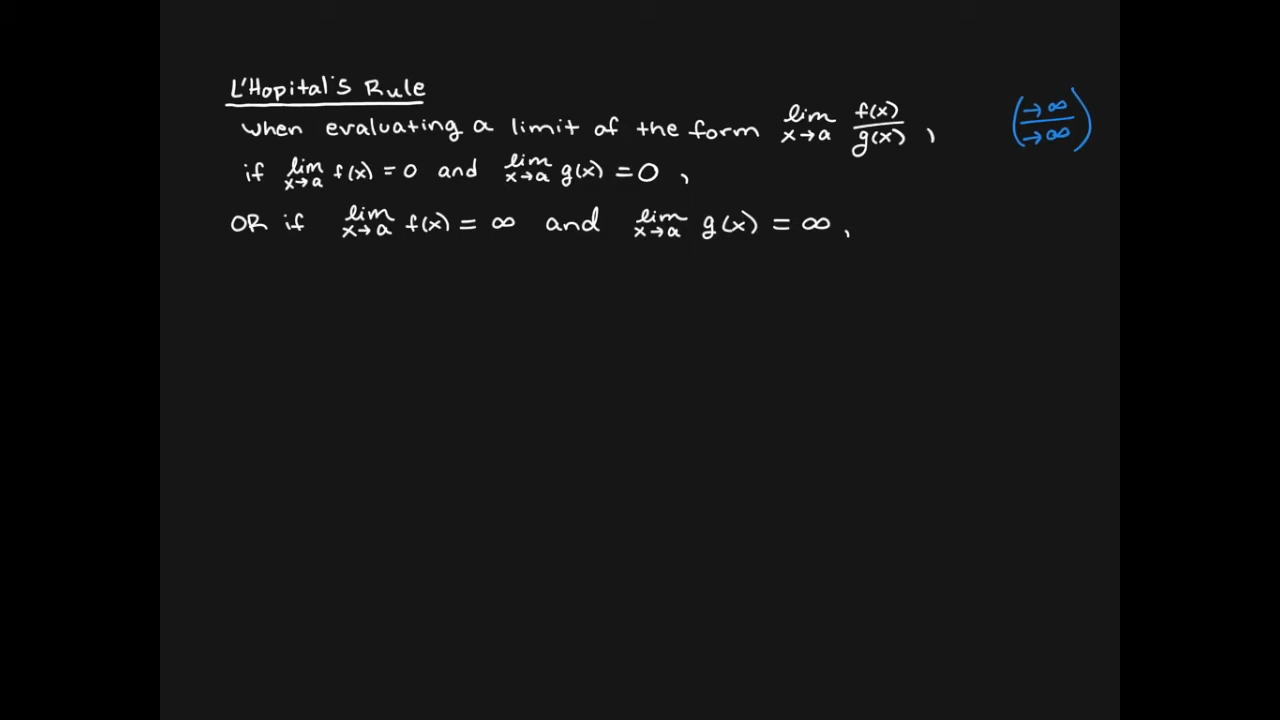 L'Hopital's Rule
When evaluating a limit of the form lim x→a f(x)/g(x) , (→∞/→∞)
if lim x→a f(x) = 0 and lim x→a g(x) = 0 ,
OR if lim x→a f(x) = ∞ and lim x→a g(x) = ∞ ,